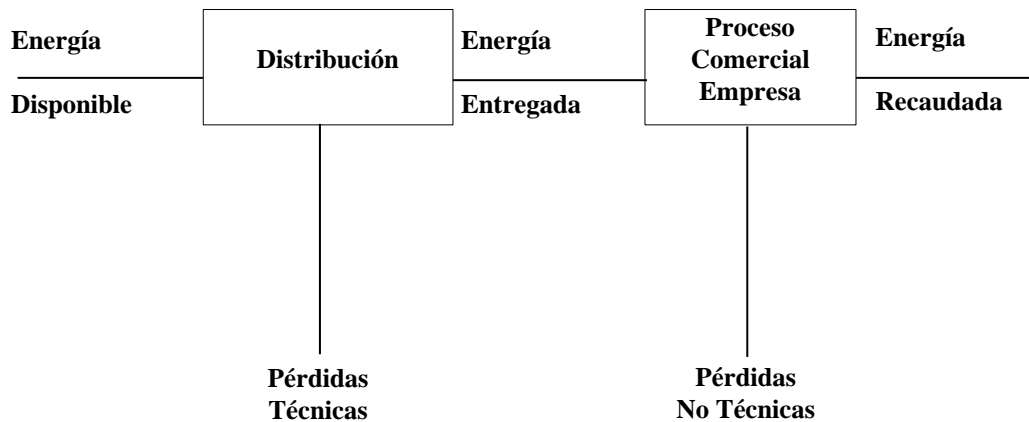 Energía
Disponible
Distribución
Energía
Entregada
Proceso
Comercial
Empresa
Energía
Recaudada
Pérdidas
Técnicas
Pérdidas
No Técnicas